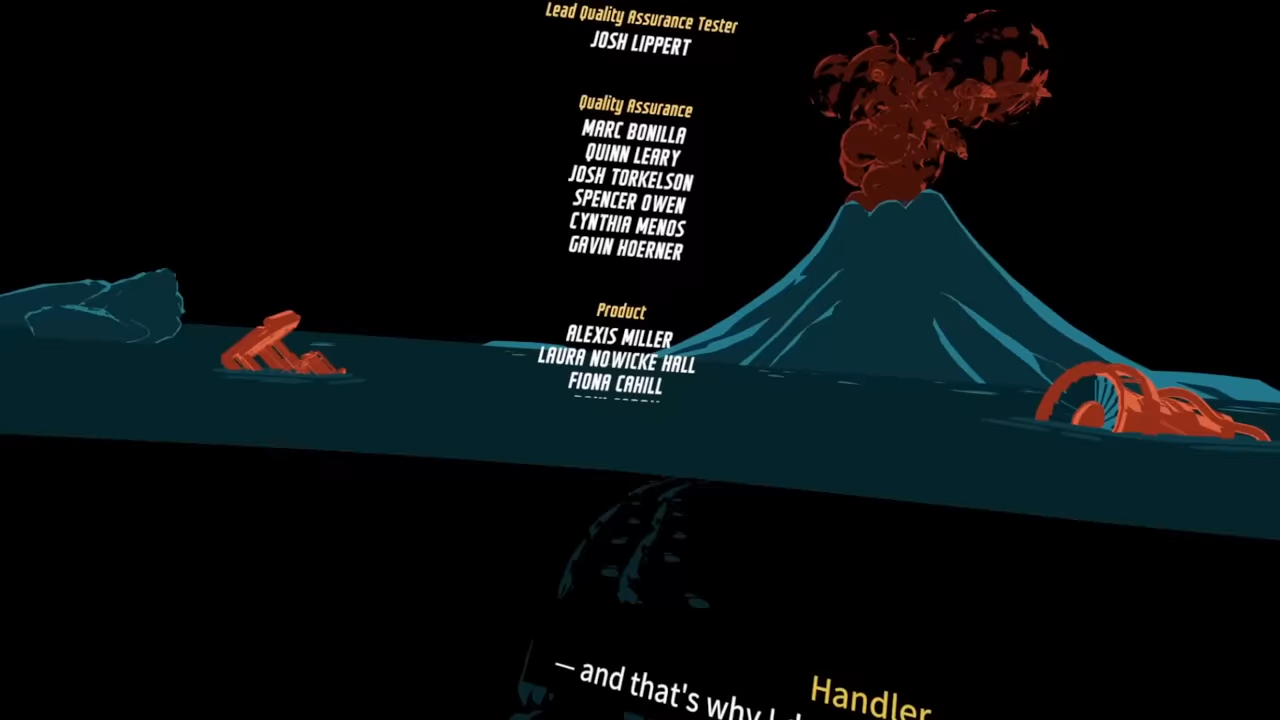 Lead Quality Assurance Tester
JOSH LIPPERT
Quality Assurance
MARC BONILLA
QUINN LEARY
JOSH TORKELSON
SPENCER OWEN
CYNTHIA MENOS
GAVIN HOERNER
Product
ALEXIS MILLER
LAURA NOWICKE HALL
FIONA CAHILL
Handler
— and that's why I